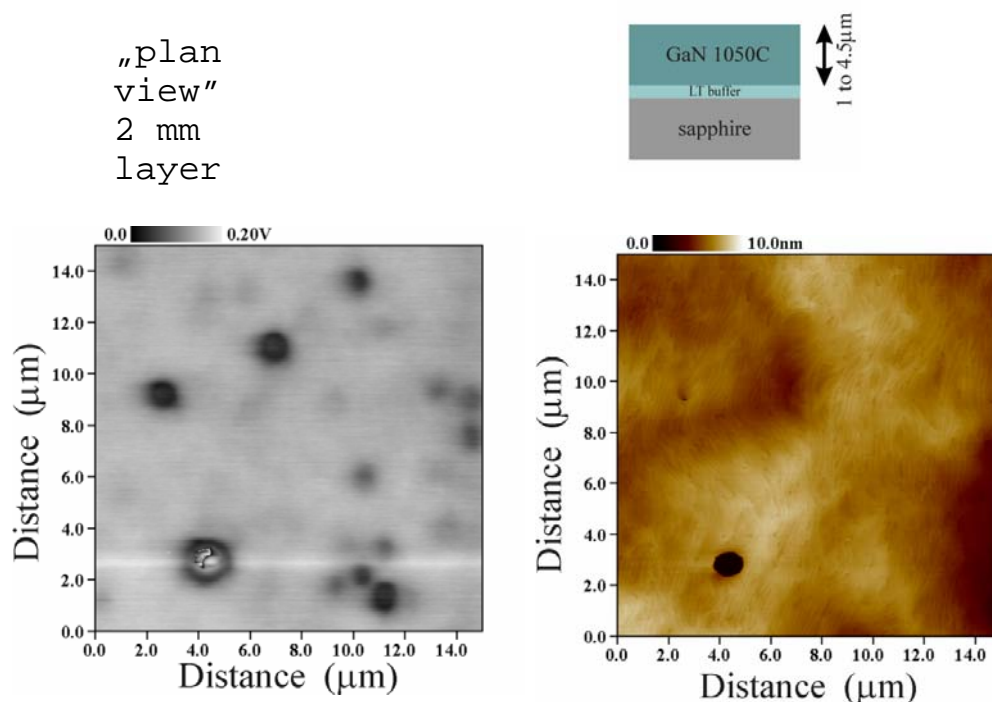 „plan
view”
2 mm
layer
GaN 1050C
LT buffer
sapphire
1 to 4.5μm
0.0 0.20V
14.0
12.0
10.0
8.0
6.0
4.0
2.0
0.0
Distance (μm)
0.0 2.0 4.0 6.0 8.0 10.0 12.0 14.0
Distance (μm)
0.0 10.0nm
14.0
12.0
10.0
8.0
6.0
4.0
2.0
0.0
Distance (μm)
0.0 2.0 4.0 6.0 8.0 10.0 12.0 14.0
Distance (μm)